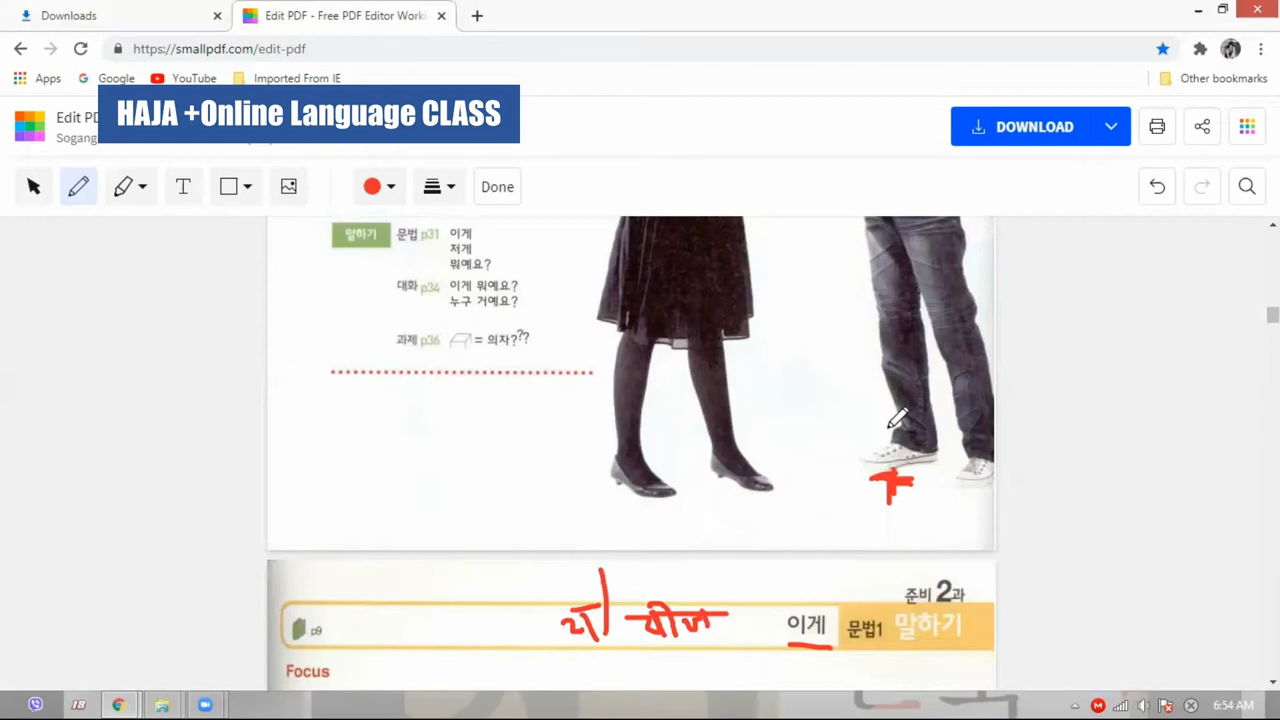 Downloads
Edit PDF - Free PDF Editor Worki
https://smallpdf.com/edit-pdf
Apps
Google
YouTube
Imported From IE
Other bookmarks
HAJA +Online Language CLASS
Edit PD
Sogang
DOWNLOAD
T
Done
말하기 문법 p31 이게
저게
뭐예요?
대화 p34 이게 뭐예요?
누구 거예요?
과제 p36 = 의자???
준비 2과
p9
यो
이게 문법1 말하기
Focus
18
6:54 AM